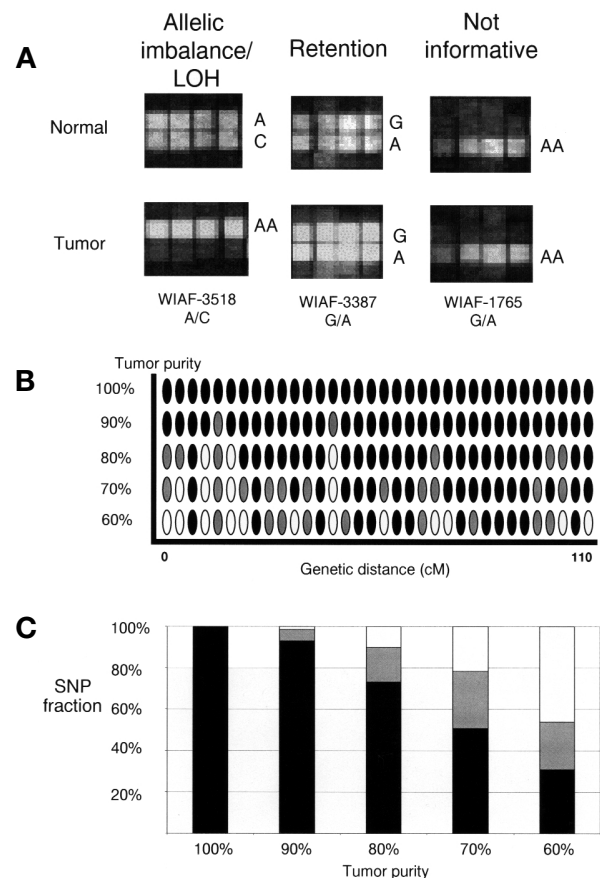 A
Allelic
imbalance/
LOH
Retention
Not
informative
Normal
A
C
G
A
AA
Tumor
AA
G
A
AA
WIAF-3518
A/C
WIAF-3387
G/A
WIAF-1765
G/A
B
Tumor purity
100%
90%
80%
70%
60%
0
110
Genetic distance (cM)
C
SNP
fraction
100%
80%
60%
40%
20%
100%
90%
80%
70%
60%
Tumor purity